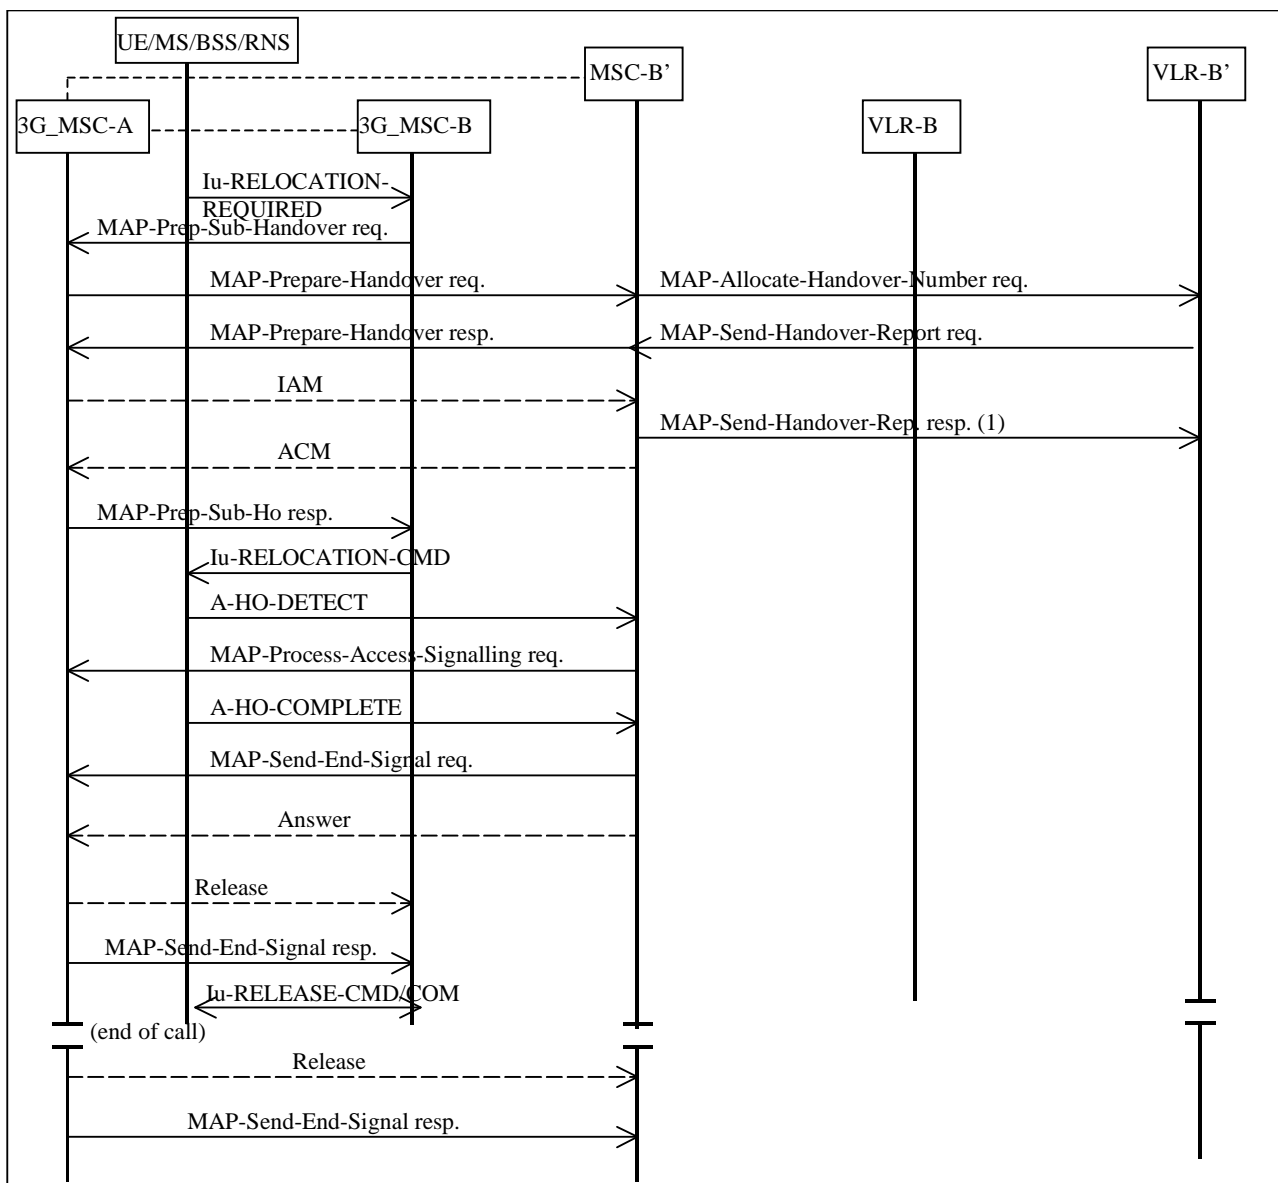 UE/MS/BSS/RNS
MSC-B’
VLR-B’
3G_MSC-A
3G_MSC-B
VLR-B
Iu-RELOCATION-
REQUIRED
MAP-Prep-Sub-Handover req.
MAP-Prepare-Handover req.
MAP-Allocate-Handover-Number req.
MAP-Prepare-Handover resp.
MAP-Send-Handover-Report req.
IAM
MAP-Send-Handover-Rep. resp. (1)
ACM
MAP-Prep-Sub-Ho resp.
Iu-RELOCATION-CMD
A-HO-DETECT
MAP-Process-Access-Signalling req.
A-HO-COMPLETE
MAP-Send-End-Signal req.
Answer
Release
MAP-Send-End-Signal resp.
Iu-RELEASE-CMD/COM
(end of call)
Release
MAP-Send-End-Signal resp.